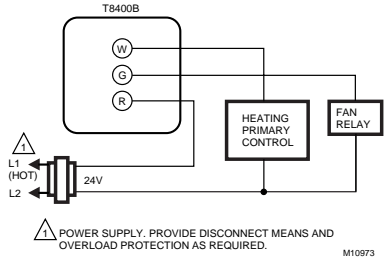 T8400B
W
G
R
HEATING
PRIMARY
CONTROL
FAN
RELAY
1
L1
(HOT)
L2
24V
1 POWER SUPPLY. PROVIDE DISCONNECT MEANS AND
OVERLOAD PROTECTION AS REQUIRED.
M10973